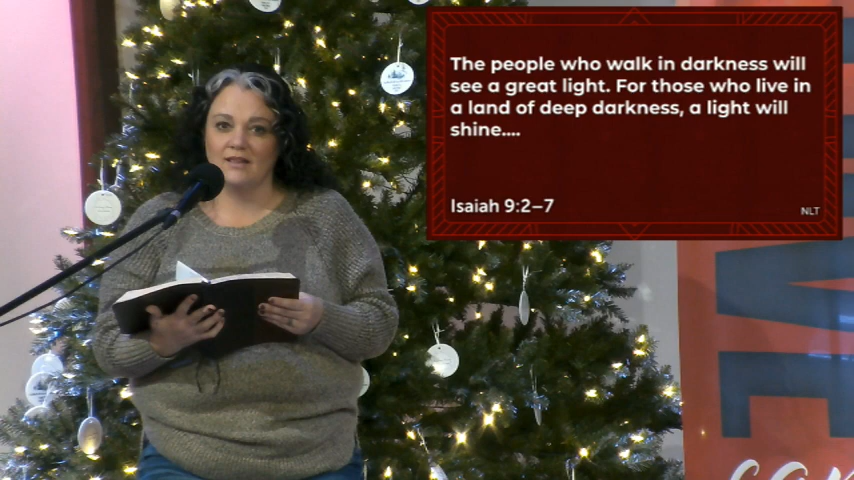 The people who walk in darkness will
see a great light. For those who live in
a land of deep darkness, a light will
shine....
Isaiah 9:2–7
NLT